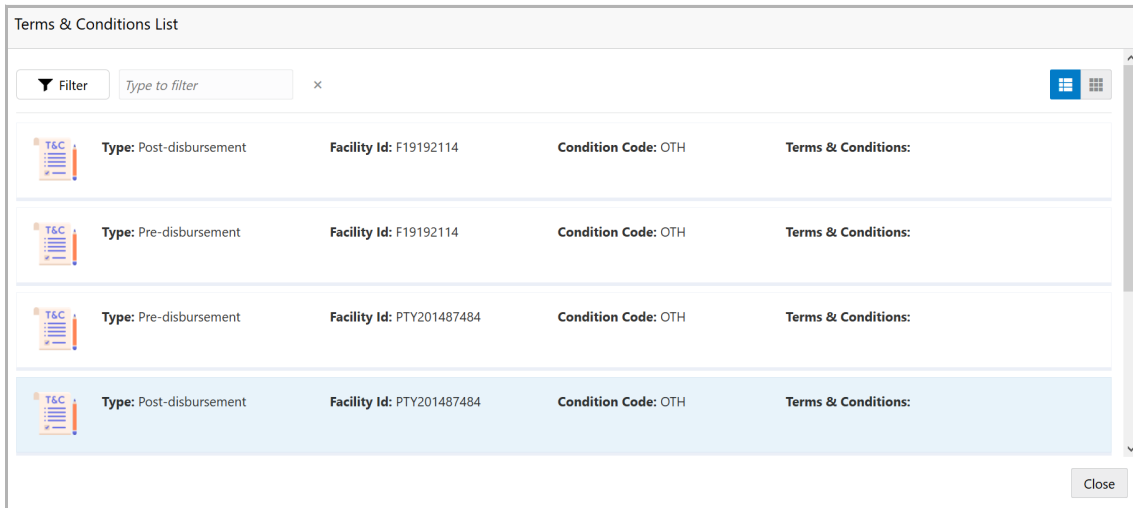 Terms & Conditions List
Filter Type to filter ×
T&C Type: Post-disbursement Facility Id: F19192114 Condition Code: OTH Terms & Conditions:
T&C Type: Pre-disbursement Facility Id: F19192114 Condition Code: OTH Terms & Conditions:
T&C Type: Pre-disbursement Facility Id: PTY201487484 Condition Code: OTH Terms & Conditions:
T&C Type: Post-disbursement Facility Id: PTY201487484 Condition Code: OTH Terms & Conditions:
Close